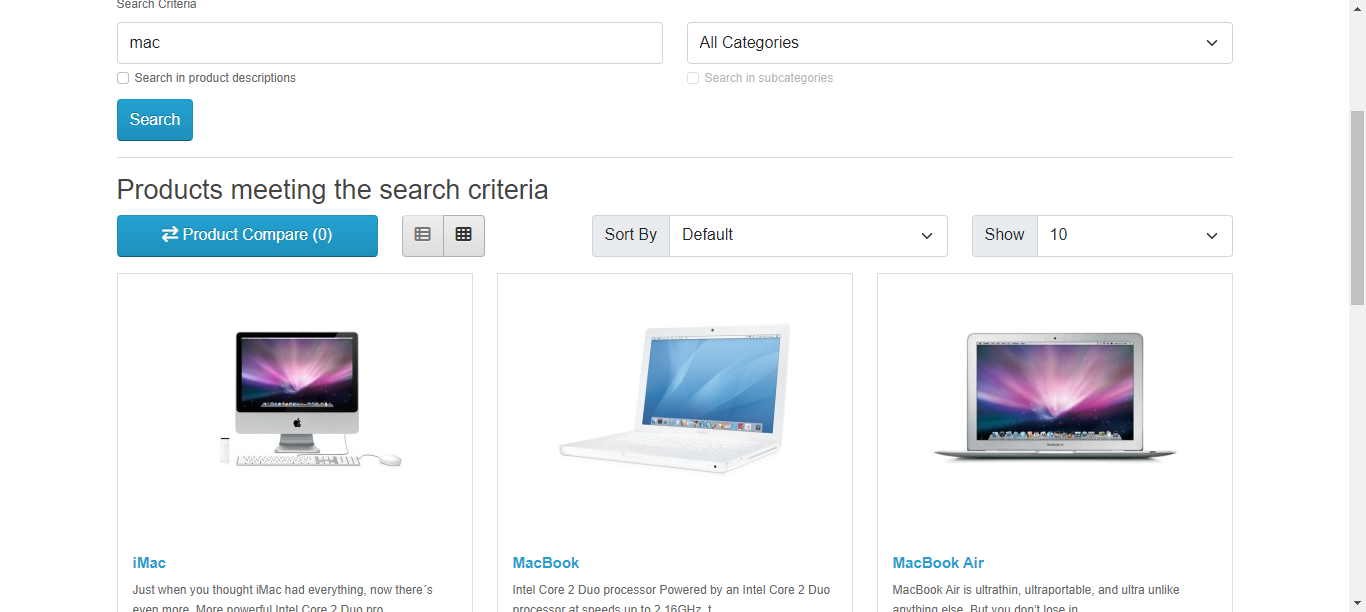 Search Criteria
mac
All Categories
Search in product descriptions
Search in subcategories
Search
Products meeting the search criteria
Product Compare (0)
Sort By
Default
Show
10
iMac
MacBook
MacBook Air
Just when you thought iMac had everything, now there´s
even more. More powerful Intel Core 2 Duo pro..
Intel Core 2 Duo processor Powered by an Intel Core 2 Duo
processor at speeds up to 2.16GHz, t..
MacBook Air is ultrathin, ultraportable, and ultra unlike
anything else. But you don’t lose in..